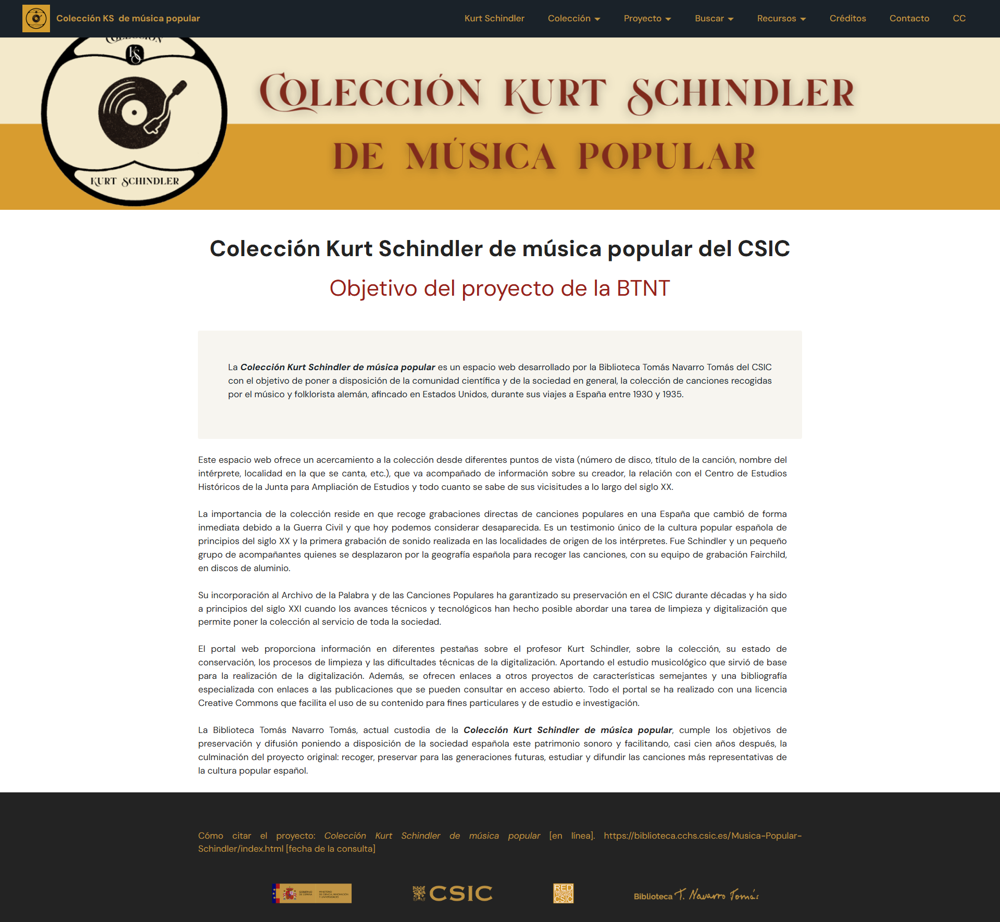 Colección KS de música popular
Kurt Schindler Colección Proyecto Buscar Recursos Créditos Contacto CC
COLECCIÓN
KS
KURT SCHINDLER
COLECCIÓN KURT SCHINDLER
DE MÚSICA POPULAR
Colección Kurt Schindler de música popular del CSIC
Objetivo del proyecto de la BTNT
La Colección Kurt Schindler de música popular es un espacio web desarrollado por la Biblioteca Tomás Navarro Tomás del CSIC
con el objetivo de poner a disposición de la comunidad científica y de la sociedad en general, la colección de canciones recogidas
por el músico y folklorista alemán, afincado en Estados Unidos, durante sus viajes a España entre 1930 y 1935.
Este espacio web ofrece un acercamiento a la colección desde diferentes puntos de vista (número de disco, título de la canción, nombre del
intérprete, localidad en la que se canta, etc.), que va acompañado de información sobre su creador, la relación con el Centro de Estudios
Históricos de la Junta para Ampliación de Estudios y todo cuanto se sabe de sus vicisitudes a lo largo del siglo XX.
La importancia de la colección reside en que recoge grabaciones directas de canciones populares en una España que cambió de forma
inmediata debido a la Guerra Civil y que hoy podemos considerar desaparecida. Es un testimonio único de la cultura popular española de
principios del siglo XX y la primera grabación de sonido realizada en las localidades de origen de los intérpretes. Fue Schindler y un pequeño
grupo de acompañantes quienes se desplazaron por la geografía española para recoger las canciones, con su equipo de grabación Fairchild,
en discos de aluminio.
Su incorporación al Archivo de la Palabra y de las Canciones Populares ha garantizado su preservación en el CSIC durante décadas y ha sido
a principios del siglo XXI cuando los avances técnicos y tecnológicos han hecho posible abordar una tarea de limpieza y digitalización que
permite poner la colección al servicio de toda la sociedad.
El portal web proporciona información en diferentes pestañas sobre el profesor Kurt Schindler, sobre la colección, su estado de
conservación, los procesos de limpieza y las dificultades técnicas de la digitalización. Aportando el estudio musicológico que sirvió de base
para la realización de la digitalización. Además, se ofrecen enlaces a otros proyectos de características semejantes y una bibliografía
especializada con enlaces a las publicaciones que se pueden consultar en acceso abierto. Todo el portal se ha realizado con una licencia
Creative Commons que facilita el uso de su contenido para fines particulares y de estudio e investigación.
La Biblioteca Tomás Navarro Tomás, actual custodia de la Colección Kurt Schindler de música popular, cumple los objetivos de
preservación y difusión poniendo a disposición de la sociedad española este patrimonio sonoro y facilitando, casi cien años después, la
culminación del proyecto original: recoger, preservar para las generaciones futuras, estudiar y difundir las canciones más representativas de
la cultura popular español.
Cómo citar el proyecto: Colección Kurt Schindler de música popular [en línea]. https://biblioteca.cchs.csic.es/Musica-Popular-
Schindler/index.html [fecha de la consulta]
GOBIERNO
DE ESPAÑA
MINISTERIO
DE CIENCIA, INNOVACIÓN
Y UNIVERSIDADES
CSIC
RED
BIBLIOTECAS
Y ARCHIVOS
CSIC
Biblioteca T. Navarro Tomás